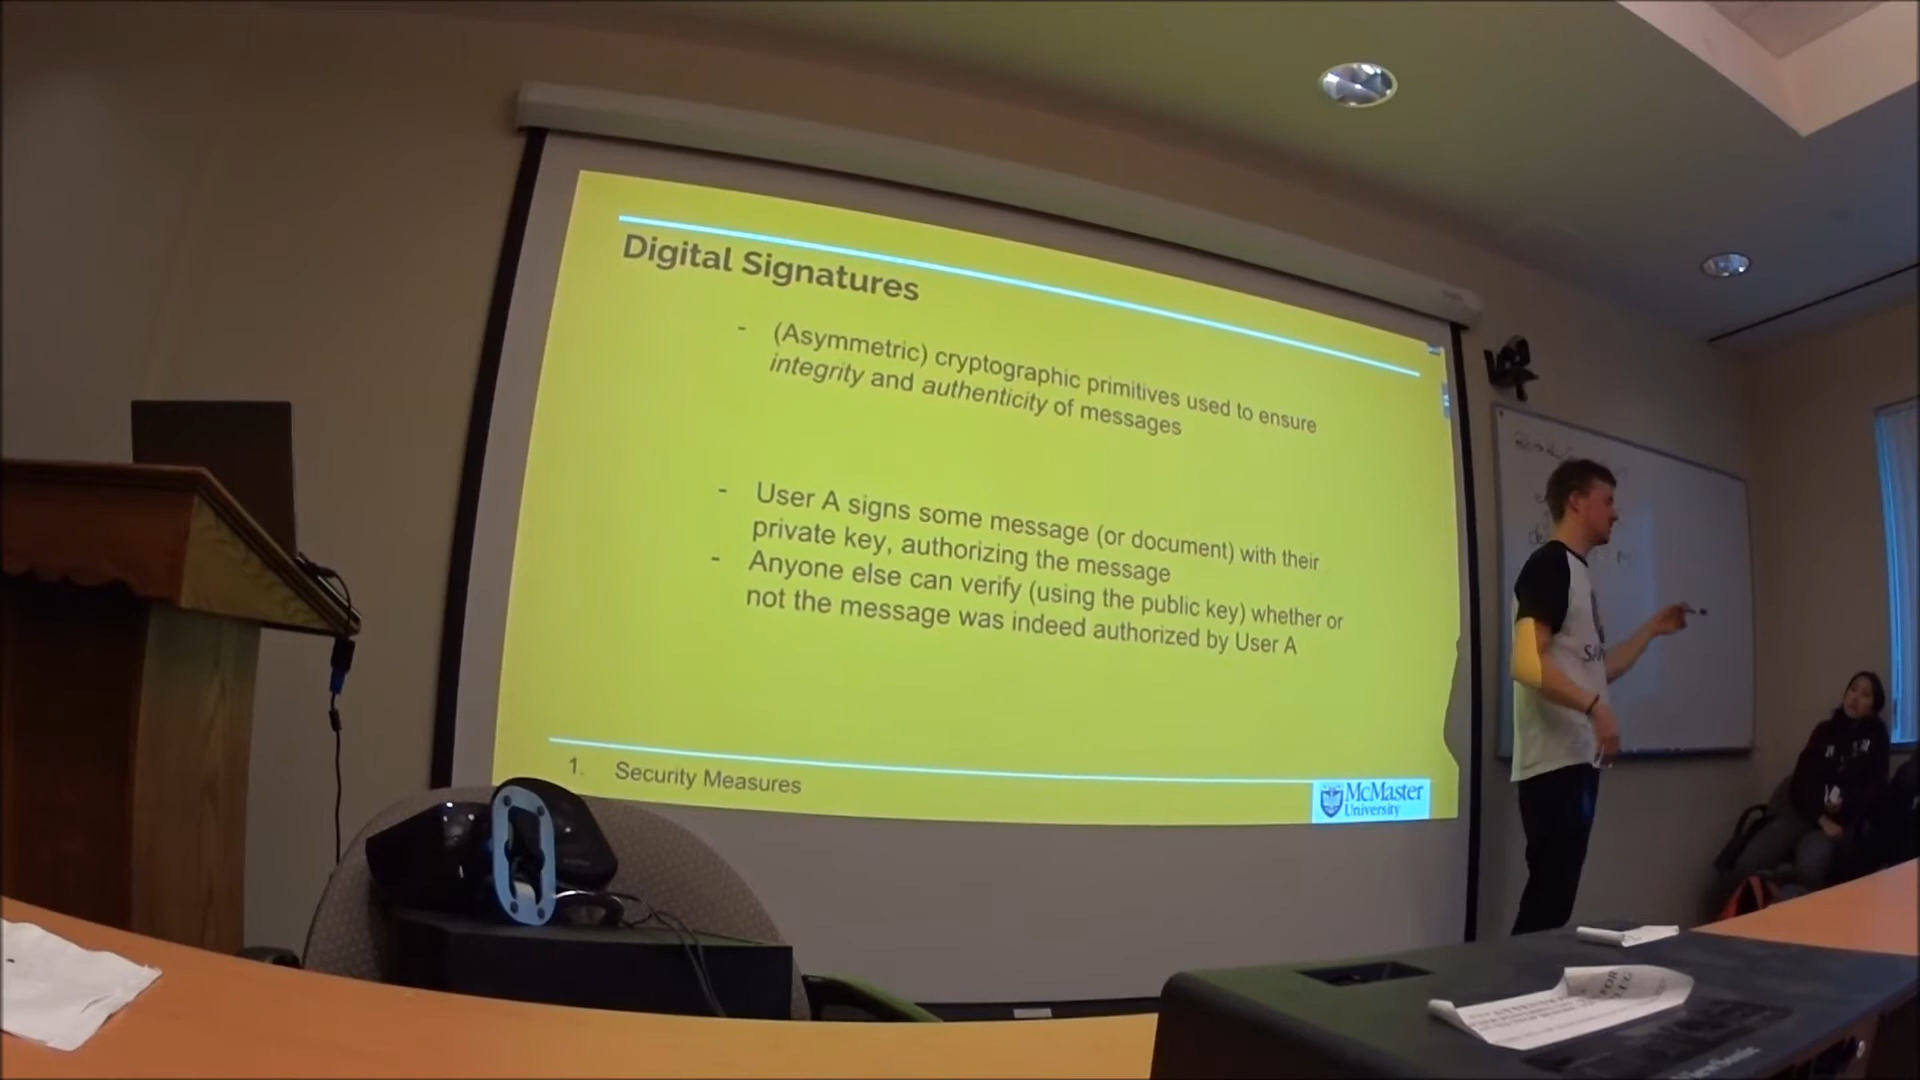 Digital Signatures
- (Asymmetric) cryptographic primitives used to ensure
integrity and authenticity of messages
- User A signs some message (or document) with their
private key, authorizing the message
- Anyone else can verify (using the public key) whether or
not the message was indeed authorized by User A
1. Security Measures
McMaster
University
ViewSonic